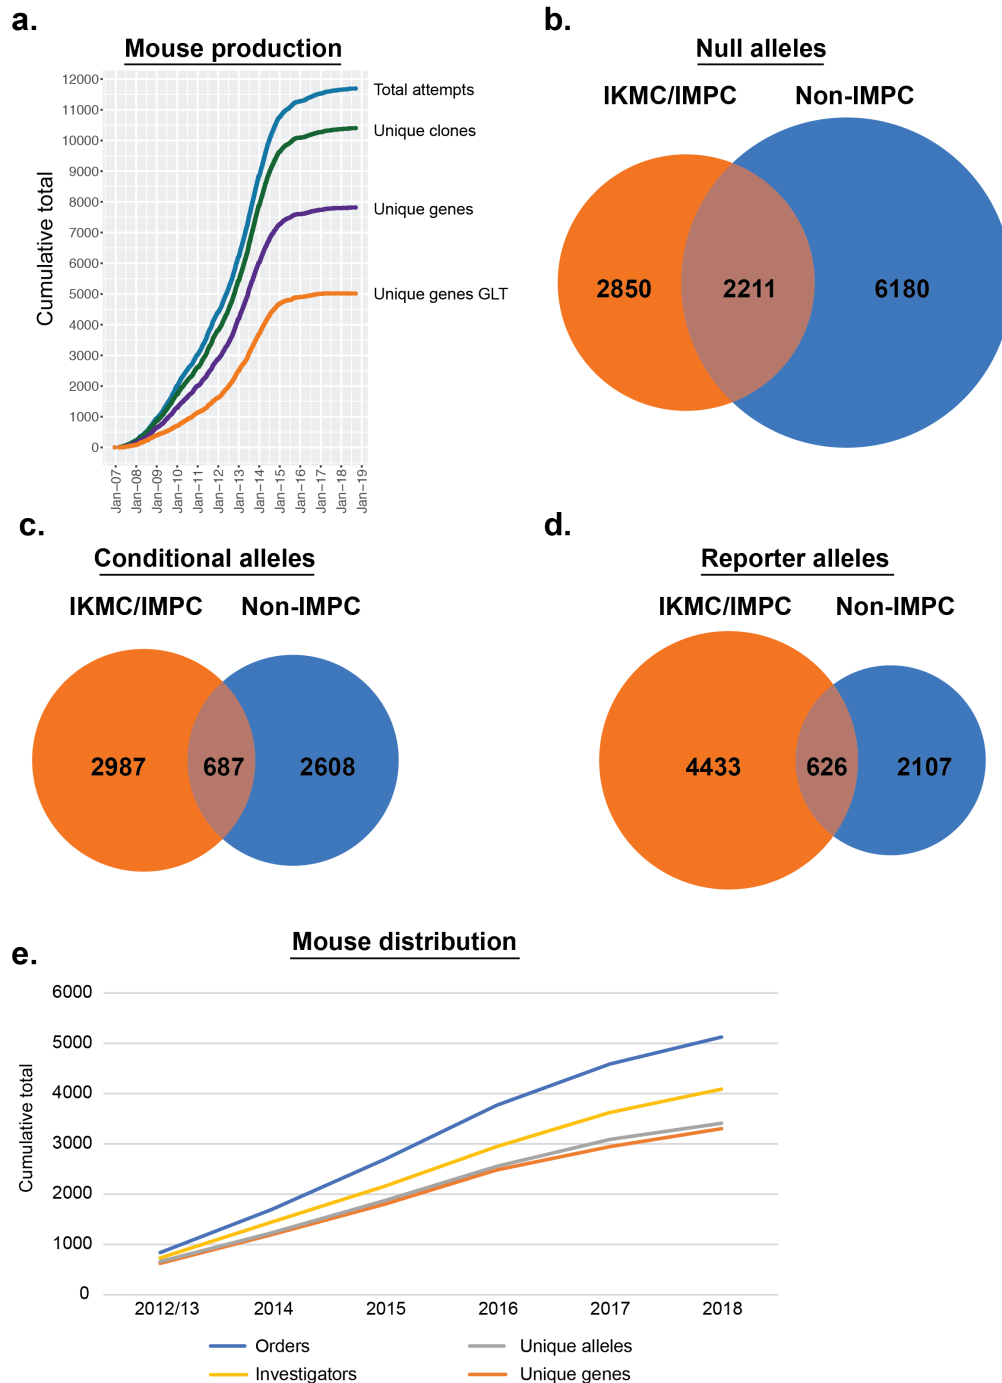 a.
Mouse production
12000
11000
10000
9000
8000
7000
6000
5000
4000
3000
2000
1000
0
Cumulative total
Total attempts
Unique clones
Unique genes
Unique genes GLT
Jan–07
Jan–08
Jan–09
Jan–10
Jan–11
Jan–12
Jan–13
Jan–14
Jan–15
Jan–16
Jan–17
Jan–18
Jan–19
b.
Null alleles
IKMC/IMPC Non-IMPC
2850 2211 6180
c.
Conditional alleles
IKMC/IMPC Non-IMPC
2987 687 2608
d.
Reporter alleles
IKMC/IMPC Non-IMPC
4433 626 2107
e.
Mouse distribution
6000
5000
4000
3000
2000
1000
0
Cumulative total
2012/13 2014 2015 2016 2017 2018
Orders Unique alleles
Investigators Unique genes